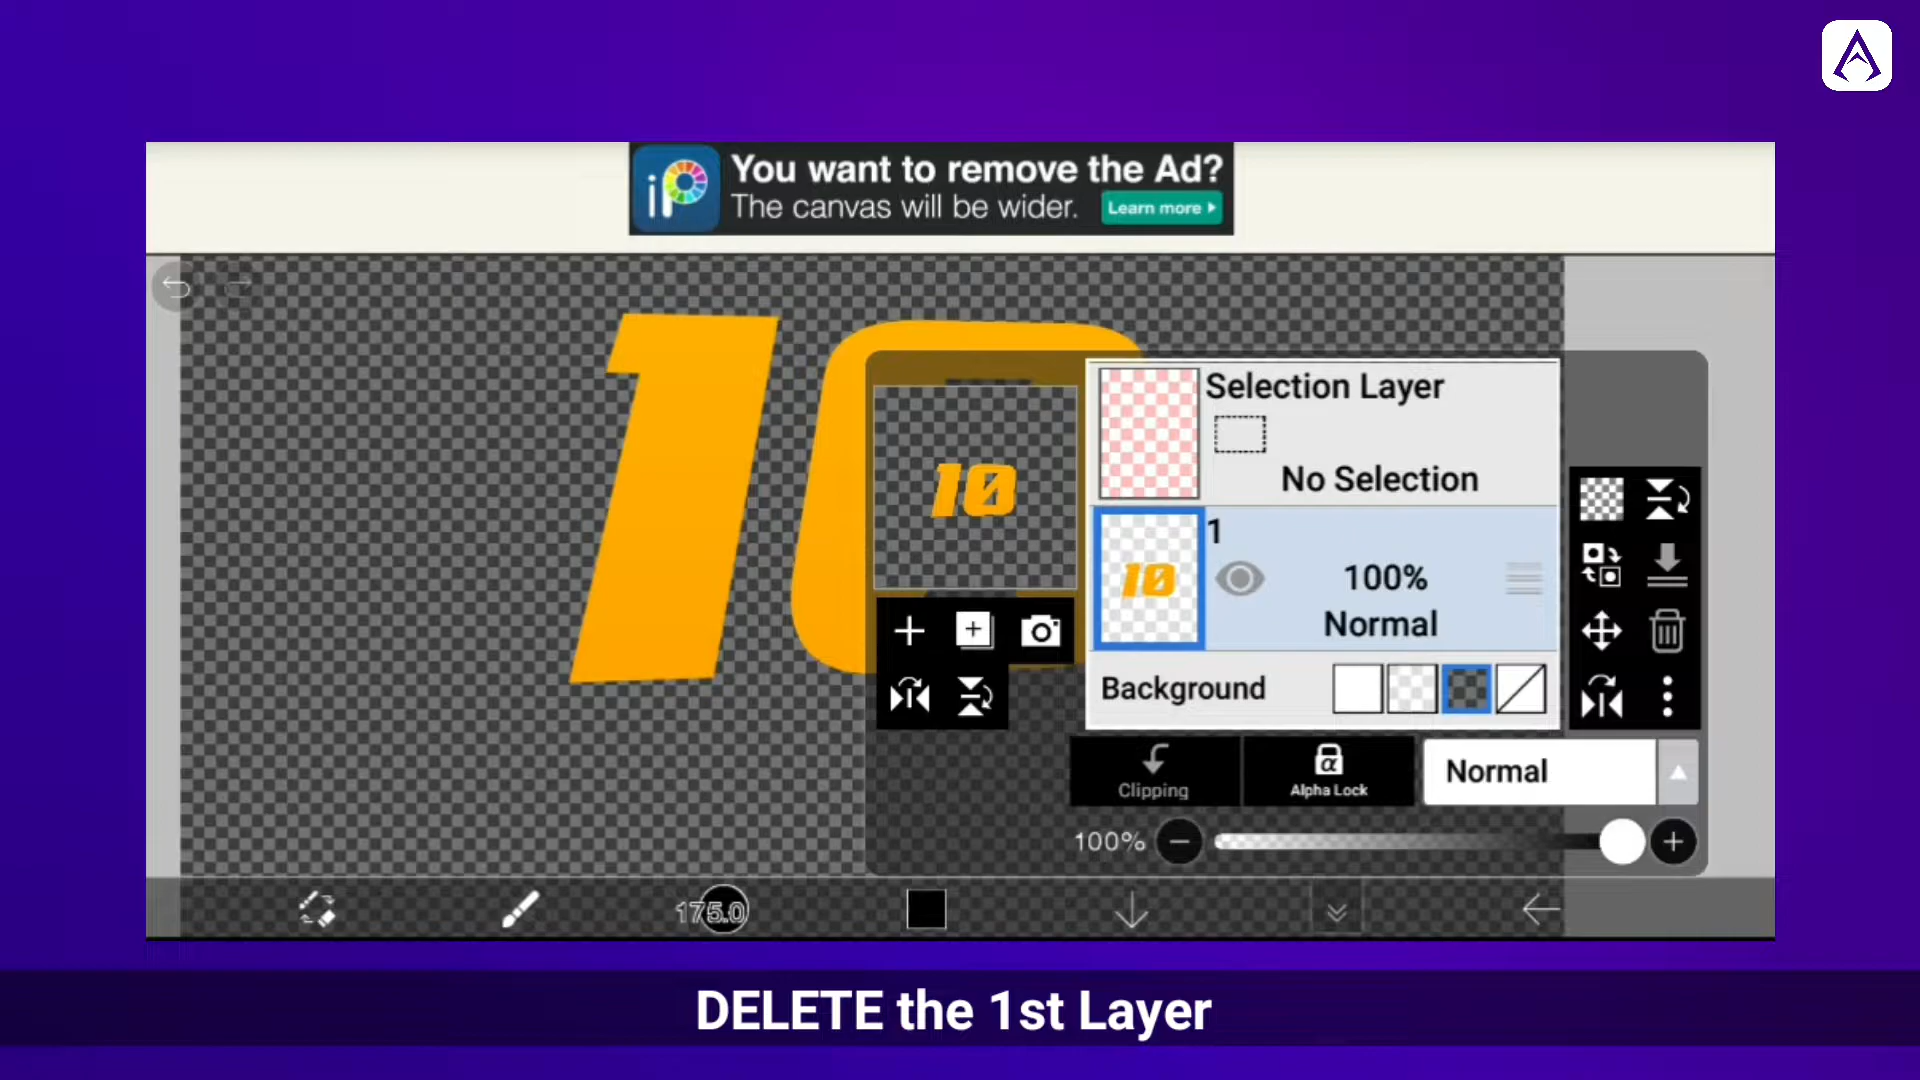 You want to remove the Ad?
The canvas will be wider. Learn more
iP
10
Selection Layer
No Selection
10
1
10
100%
Normal
Background
Clipping
α
Alpha Lock
Normal
100%
175.0
DELETE the 1st Layer